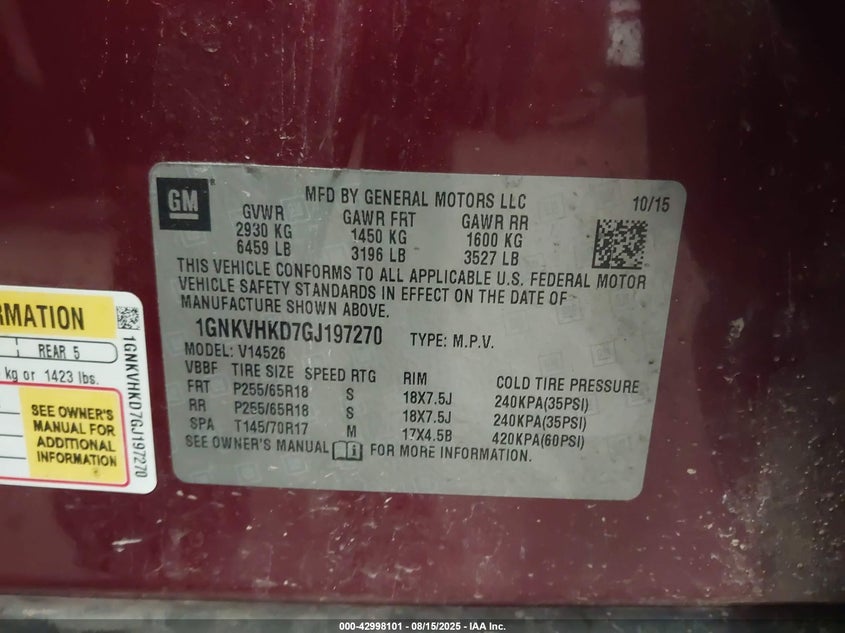 GM
MFD BY GENERAL MOTORS LLC 10/15
GVWR GAWR FRT GAWR RR
2930 KG 1450 KG 1600 KG
6459 LB 3196 LB 3527 LB
THIS VEHICLE CONFORMS TO ALL APPLICABLE U.S. FEDERAL MOTOR
VEHICLE SAFETY STANDARDS IN EFFECT ON THE DATE OF
MANUFACTURE SHOWN ABOVE.
1GNKVHKD7GJ197270 TYPE: M.P.V.
MODEL: V14526
VBBF TIRE SIZE SPEED RTG RIM COLD TIRE PRESSURE
FRT P255/65R18 S 18X7.5J 240KPA(35PSI)
RR P255/65R18 S 18X7.5J 240KPA(35PSI)
SPA T145/70R17 M 17X4.5B 420KPA(60PSI)
SEE OWNER'S MANUAL FOR MORE INFORMATION.
RMATION
REAR 5
kg or 1423 lbs.
SEE OWNER'S
MANUAL FOR
ADDITIONAL
INFORMATION
1GNKVHKD7GJ197270
000-42998101 - 08/15/2025 - IAA Inc.